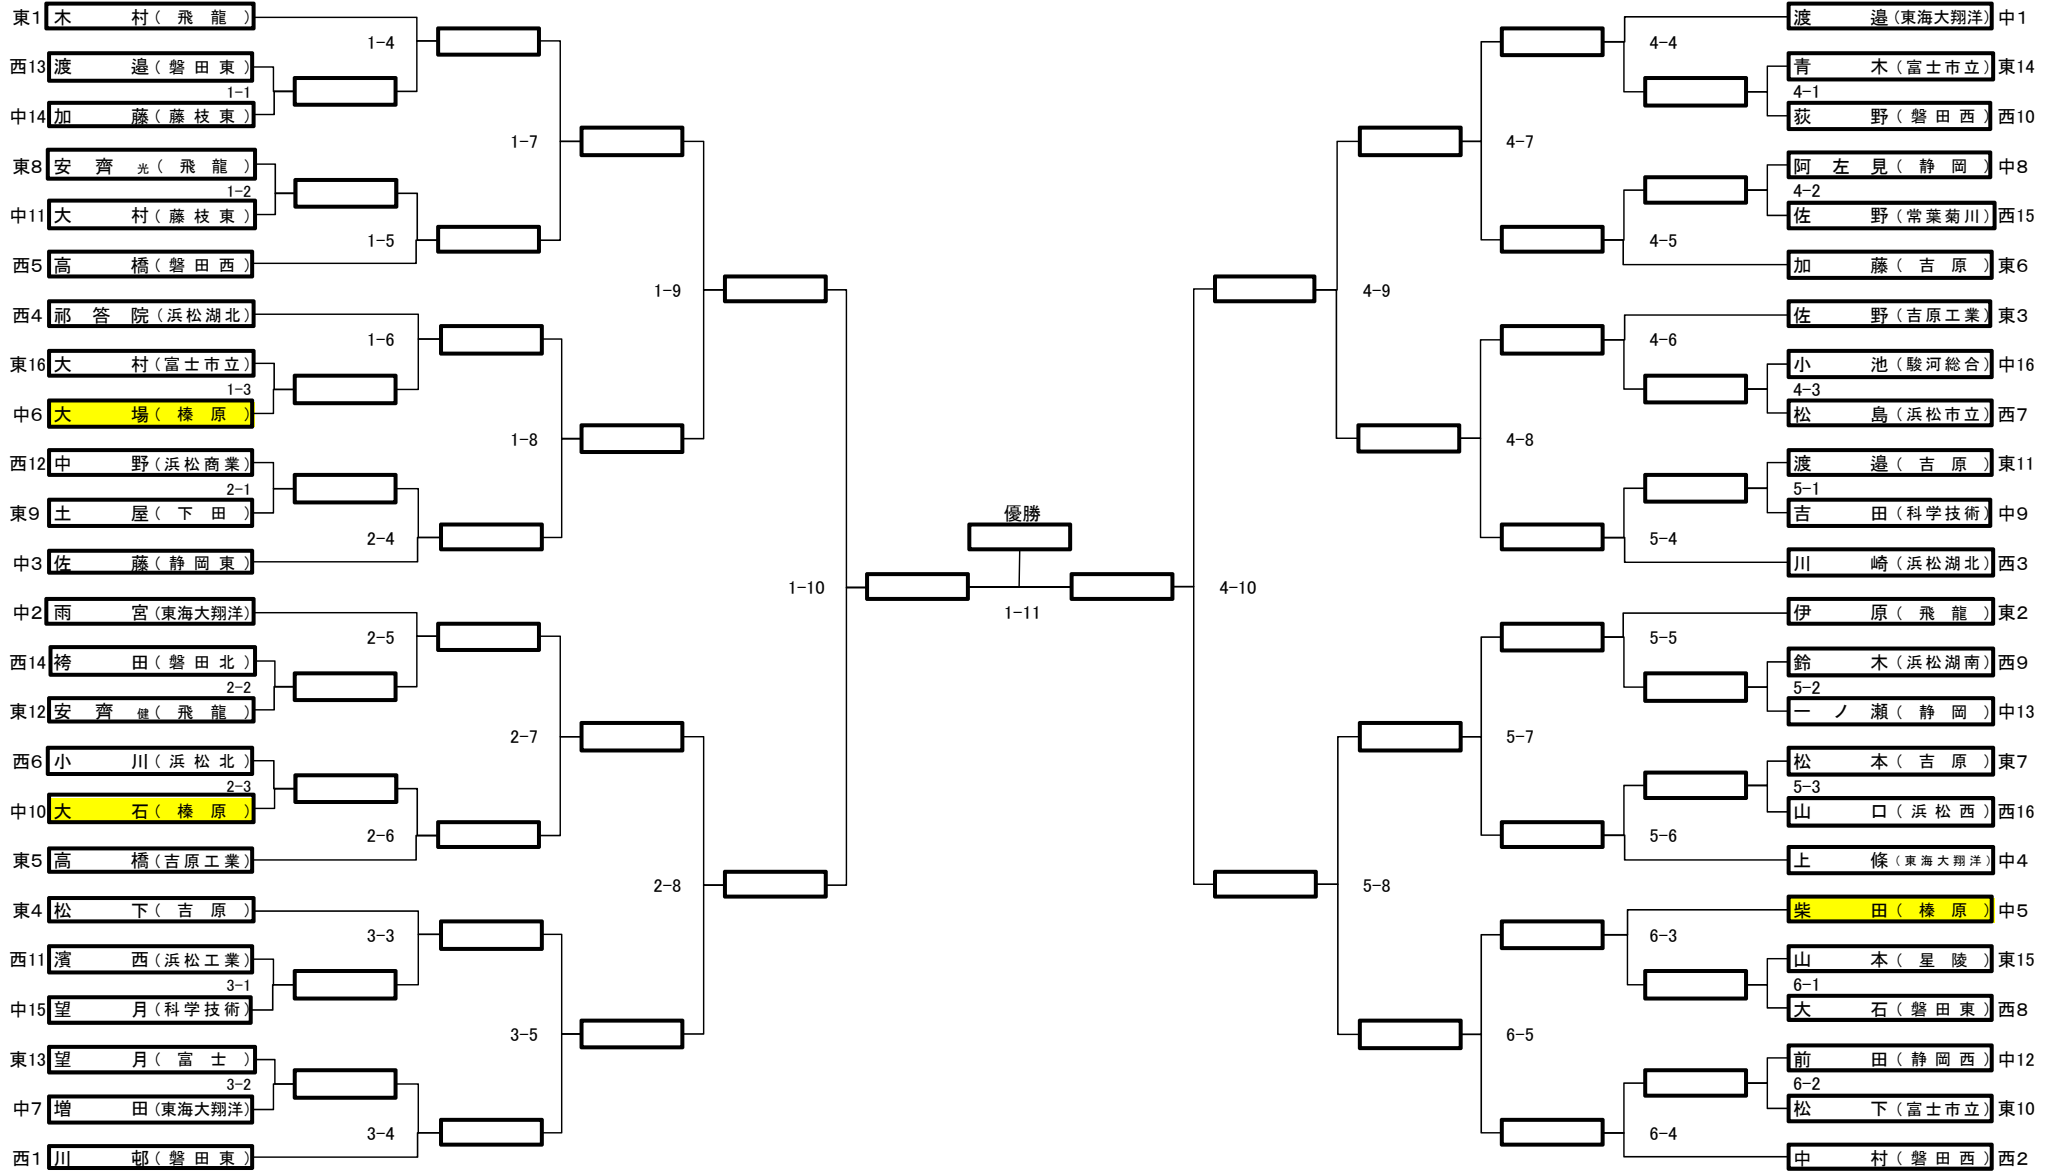 東1 木村(飛龍)
1-4
西13 渡邉(磐田東)
1-1
中14 加藤(藤枝東)
1-7
東8 安齊光(飛龍)
1-2
中11 大村(藤枝東)
1-5
西5 高橋(磐田西)
1-9
西4 祁答院(浜松湖北)
1-6
東16 大村(富士市立)
1-3
中6 大場(榛原)
1-8
西12 中野(浜松商業)
2-1
東9 土屋(下田)
2-4
中3 佐藤(静岡東)
1-10
中2 雨宮(東海大翔洋)
2-5
西14 袴田(磐田北)
2-2
東12 安齊健(飛龍)
2-7
西6 小川(浜松北)
2-3
中10 大石(榛原)
2-6
東5 高橋(吉原工業)
2-8
東4 松下(吉原)
3-3
西11 濱西(浜松工業)
3-1
中15 望月(科学技術)
3-5
東13 望月(富士)
3-2
中7 増田(東海大翔洋)
3-4
西1 川邨(磐田東)
優勝
1-11
渡邉(東海大翔洋) 中1
4-4
青木(富士市立) 東14
4-1
荻野(磐田西) 西10
4-7
阿左見(静岡) 中8
4-2
佐野(常葉菊川) 西15
4-5
加藤(吉原) 東6
4-9
佐野(吉原工業) 東3
4-6
小池(駿河総合) 中16
4-3
松島(浜松市立) 西7
4-8
渡邉(吉原) 東11
5-1
吉田(科学技術) 中9
5-4
川崎(浜松湖北) 西3
4-10
伊原(飛龍) 東2
5-5
鈴木(浜松湖南) 西9
5-2
一ノ瀬(静岡) 中13
5-7
松本(吉原) 東7
5-3
山口(浜松西) 西16
5-6
上條(東海大翔洋) 中4
5-8
柴田(榛原) 中5
6-3
山本(星陵) 東15
6-1
大石(磐田東) 西8
6-5
前田(静岡西) 中12
6-2
松下(富士市立) 東10
6-4
中村(磐田西) 西2